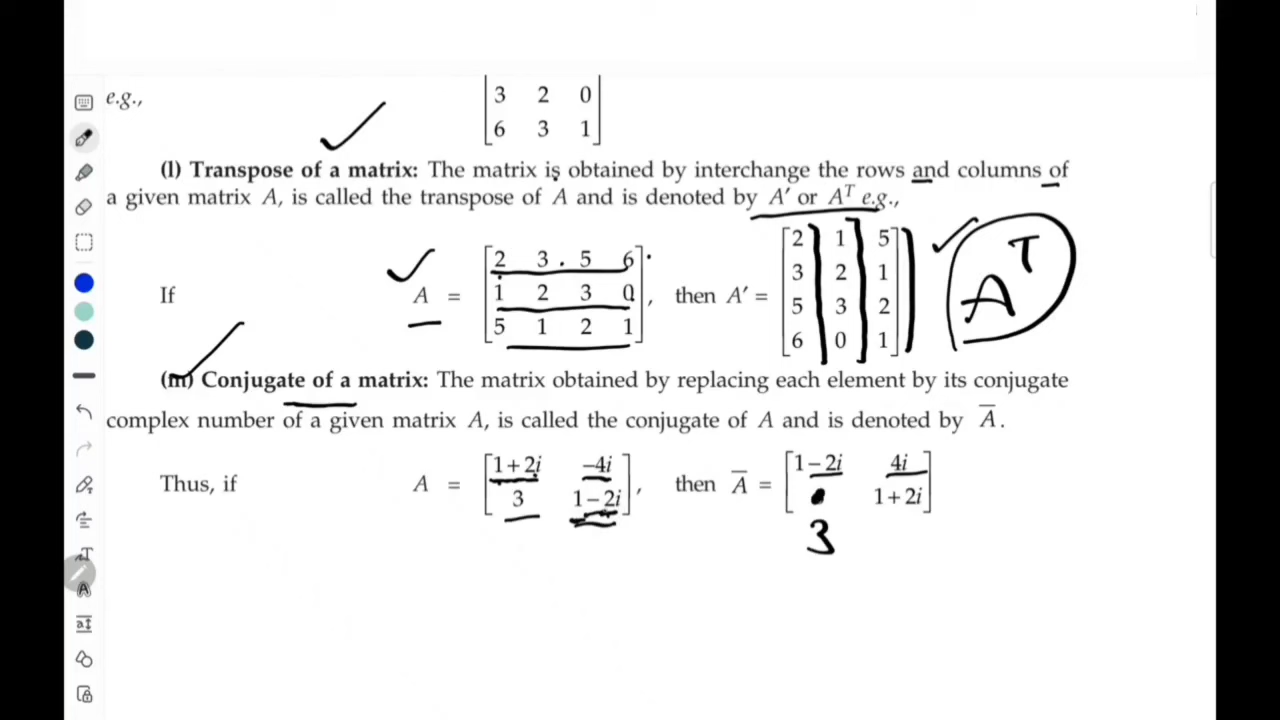 3 2 0
e.g.,
6 3 1
(l) Transpose of a matrix: The matrix is obtained by interchange the rows and columns of
a given matrix A, is called the transpose of A and is denoted by A′ or Aᵀ e.g.,
2 3 5 6 2 1 5
If A = 1 2 3 0 , then A′ = 3 2 1 Aᵀ
5 1 2 1 5 3 2
6 0 1
(m) Conjugate of a matrix: The matrix obtained by replacing each element by its conjugate
complex number of a given matrix A, is called the conjugate of A and is denoted by A̅.
1 + 2i −4i 1 − 2i 4i
Thus, if A = , then A̅ =
3 1 − 2i 1 + 2i
3